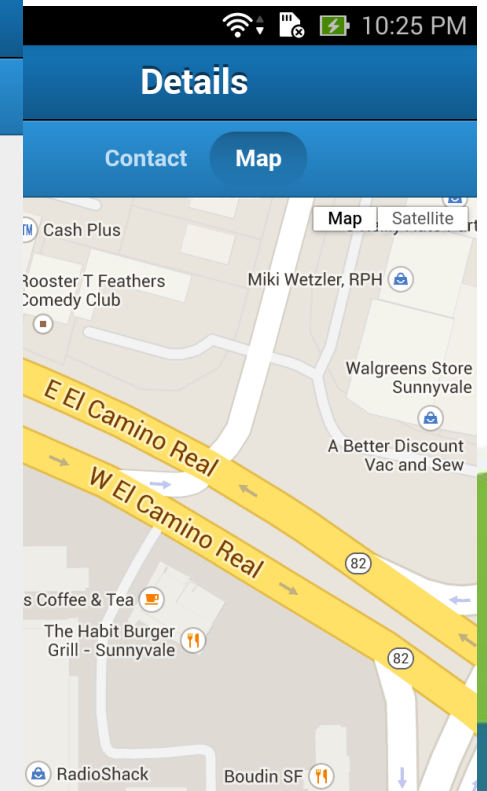 10:25 PM
Details
Contact Map
Map Satellite
Cash Plus
Rooster T Feathers
Comedy Club
Miki Wetzler, RPH
Walgreens Store
Sunnyvale
E El Camino Real
A Better Discount
Vac and Sew
W El Camino Real
82
s Coffee & Tea
The Habit Burger
Grill - Sunnyvale
82
RadioShack
Boudin SF